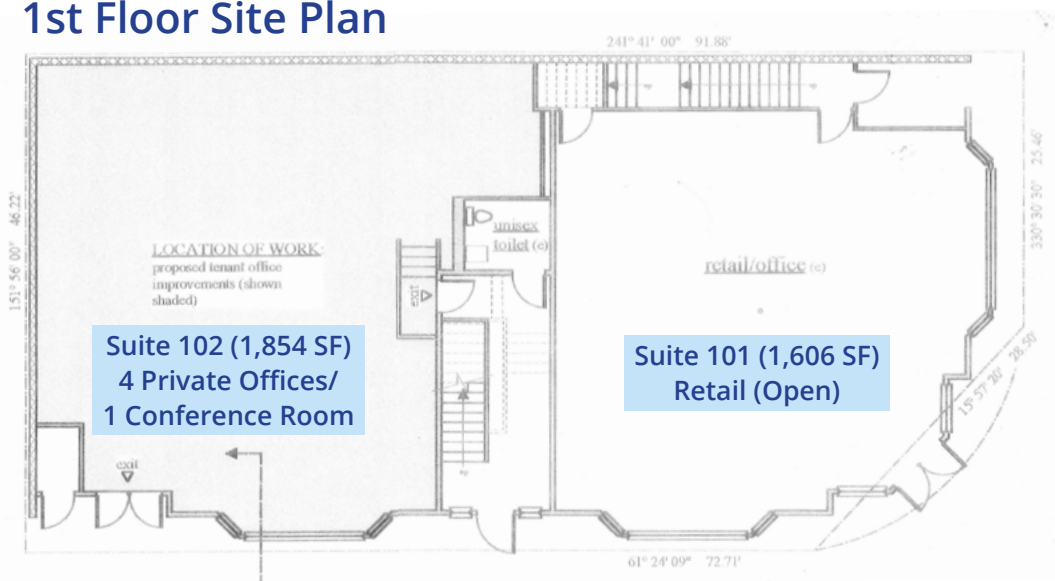 1st Floor Site Plan
241° 41' 00" 91.88'
151° 56' 00" 46.22'
330° 30' 30" 25.46'
unisex
toilet (e)
LOCATION OF WORK:
proposed tenant office
improvements (shown
shaded)
retail/office (e)
exit
Suite 102 (1,854 SF)
4 Private Offices/
1 Conference Room
Suite 101 (1,606 SF)
Retail (Open)
15° 57' 20" 28.50'
exit
61° 24' 09" 72.71'